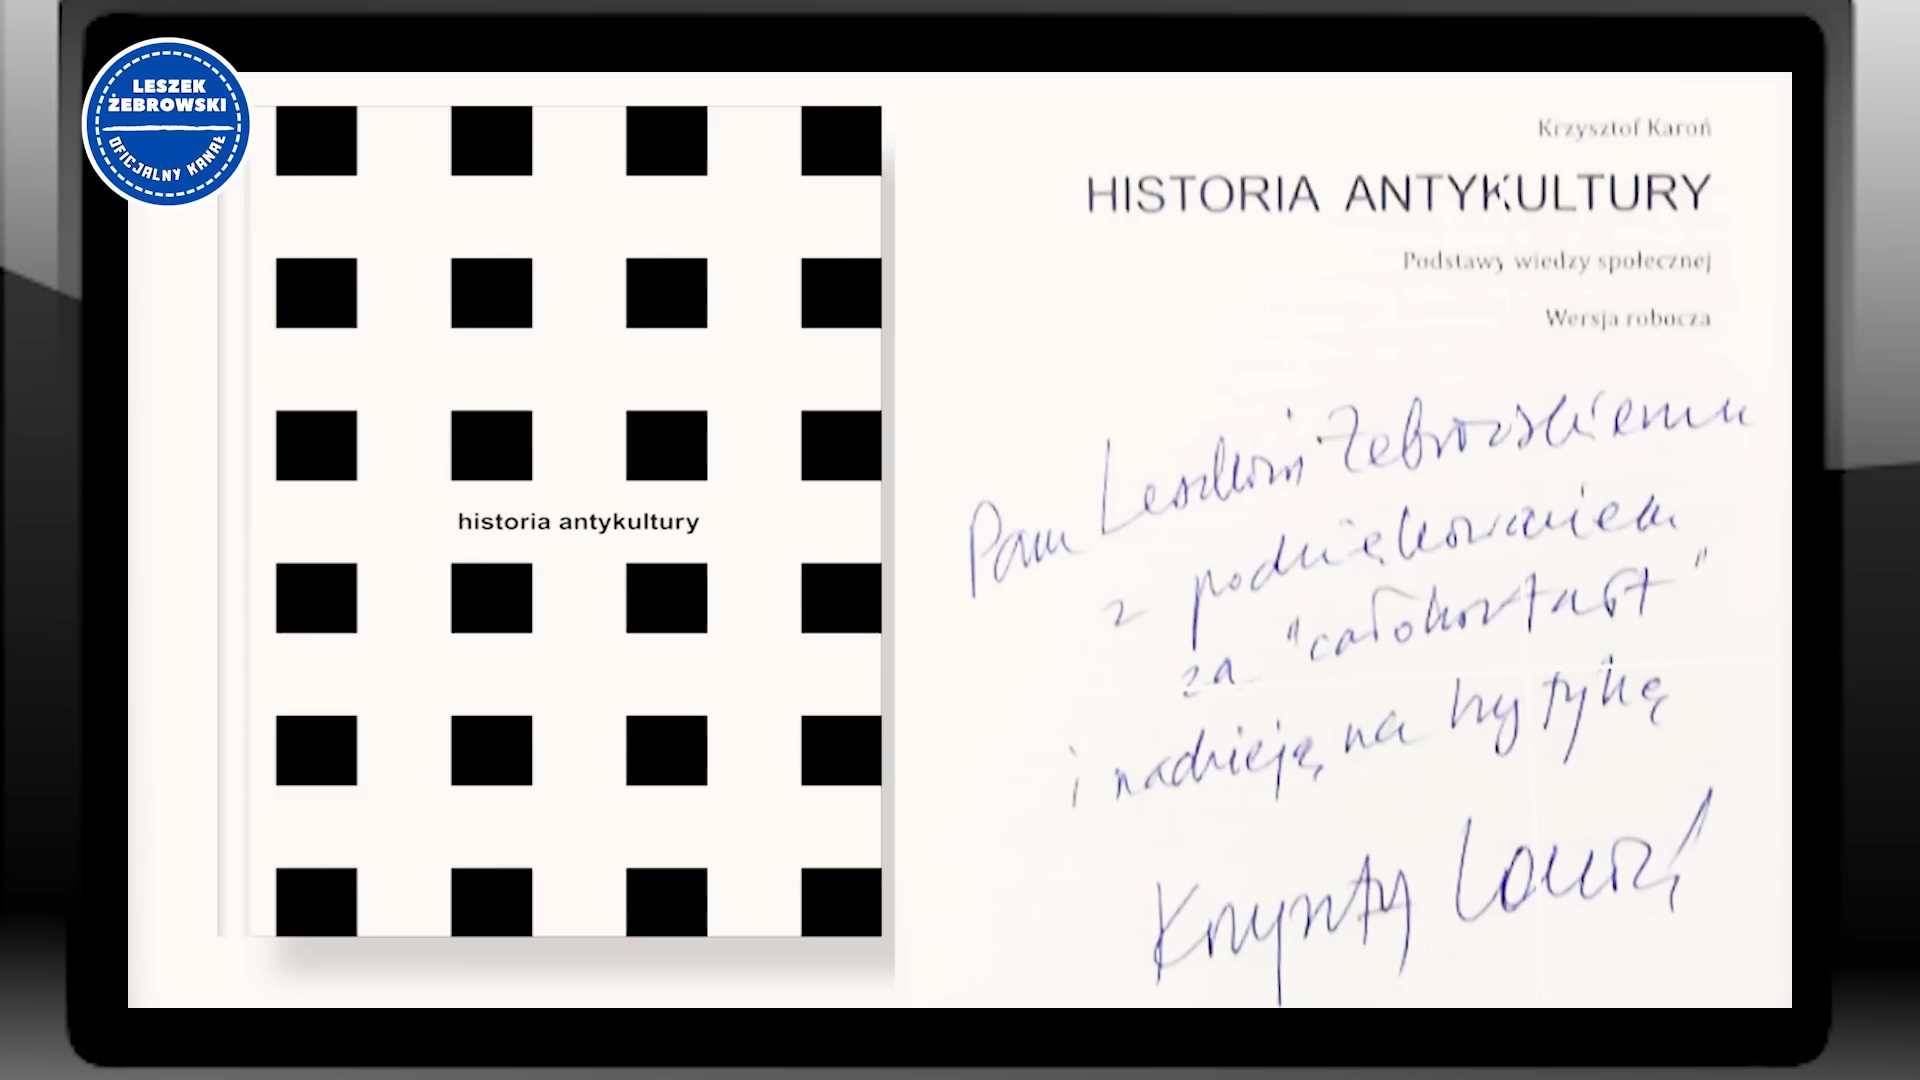 LESZEK
ŻEBROWSKI
OFICJALNY KANAŁ
historia antykultury
Krzysztof Karoń
HISTORIA ANTYKULTURY
Podstawy wiedzy społecznej
Wersja robocza
Panu Leszkowi Żebrowskiemu
z podziękowaniem
za "całokształt"
i nadzieją na krytykę
Krzysztof Karoń